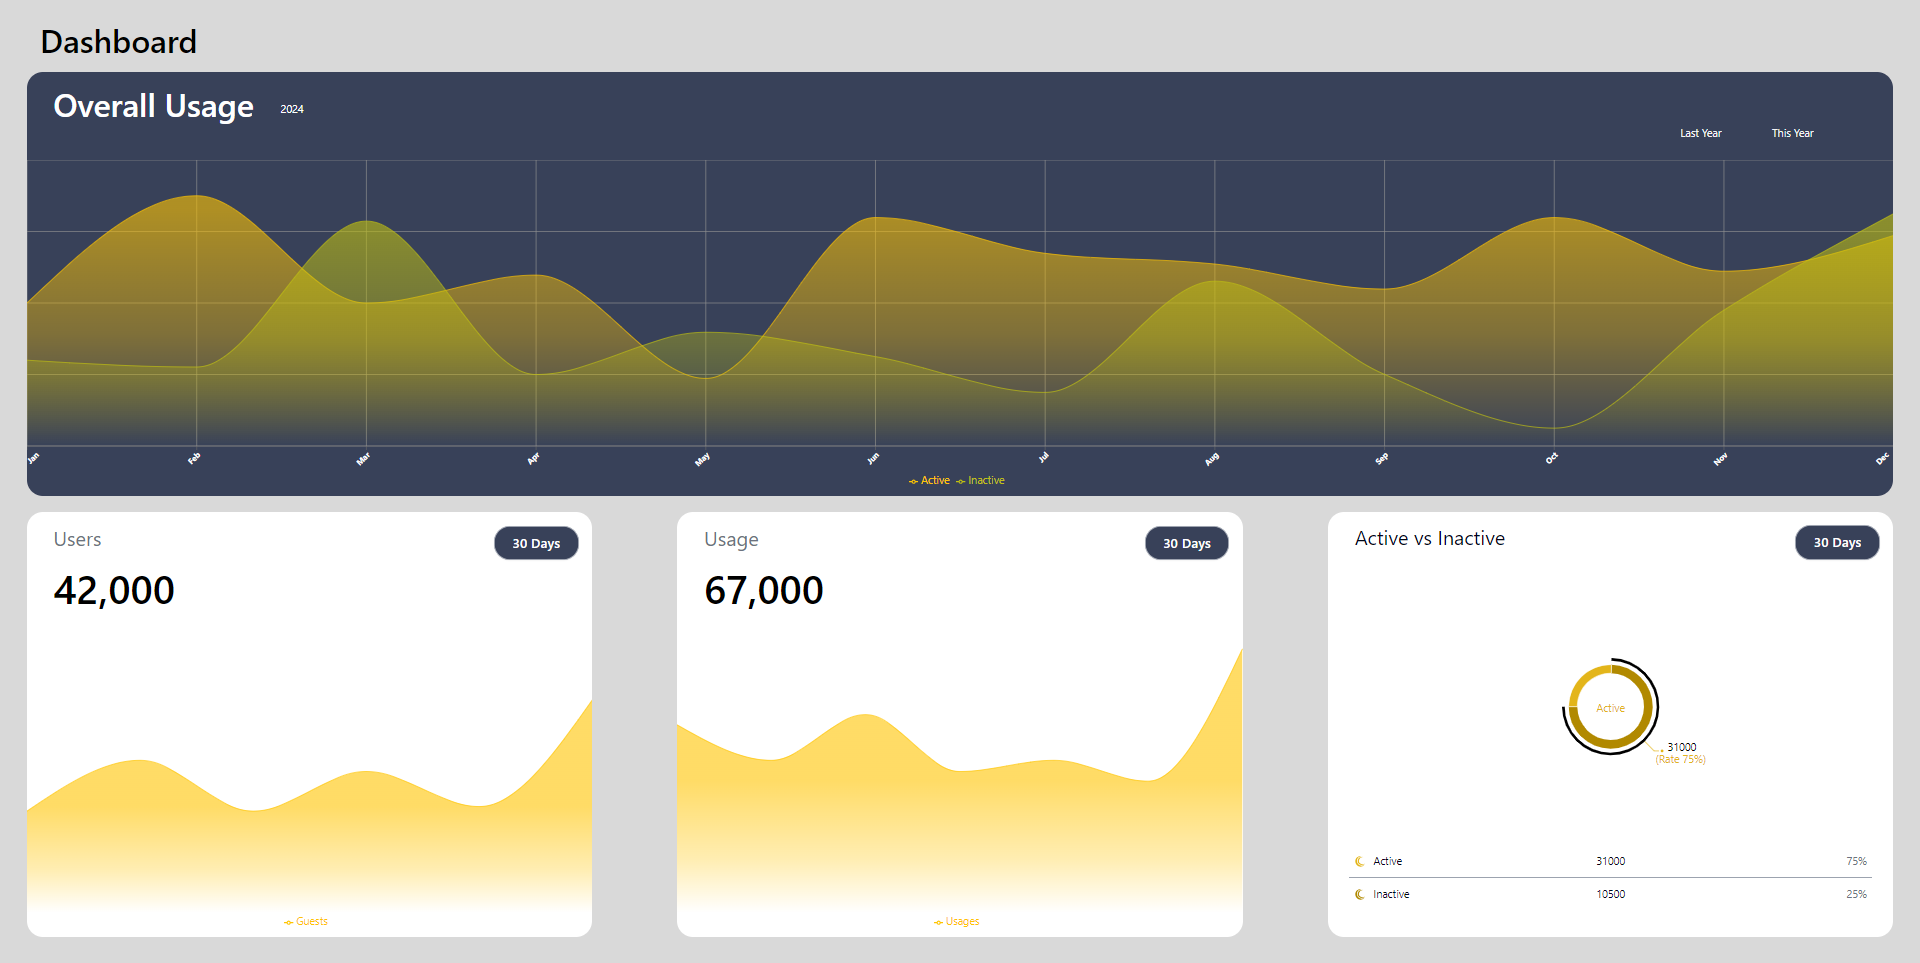 Dashboard
Overall Usage 2024
Last Year This Year
Jan Feb Mar Apr May Jun Jul Aug Sep Oct Nov Dec
Active Inactive
Users 30 Days
42,000
Guests
Usage 30 Days
67,000
Usages
Active vs Inactive 30 Days
Active
31000
(Rate 75%)
Active 31000 75%
Inactive 10500 25%